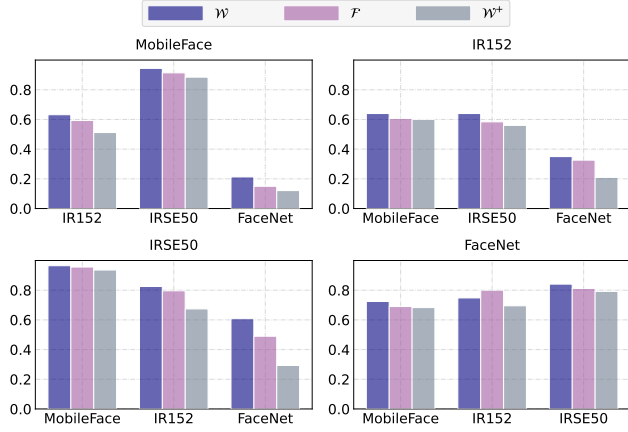 𝒲 ℱ 𝒲⁺
MobileFace
IR152
0.8
0.6
0.4
0.2
0.0
IR152 IRSE50 FaceNet
0.8
0.6
0.4
0.2
0.0
MobileFace IRSE50 FaceNet
IRSE50
FaceNet
0.8
0.6
0.4
0.2
0.0
MobileFace IR152 FaceNet
0.8
0.6
0.4
0.2
0.0
MobileFace IR152 IRSE50